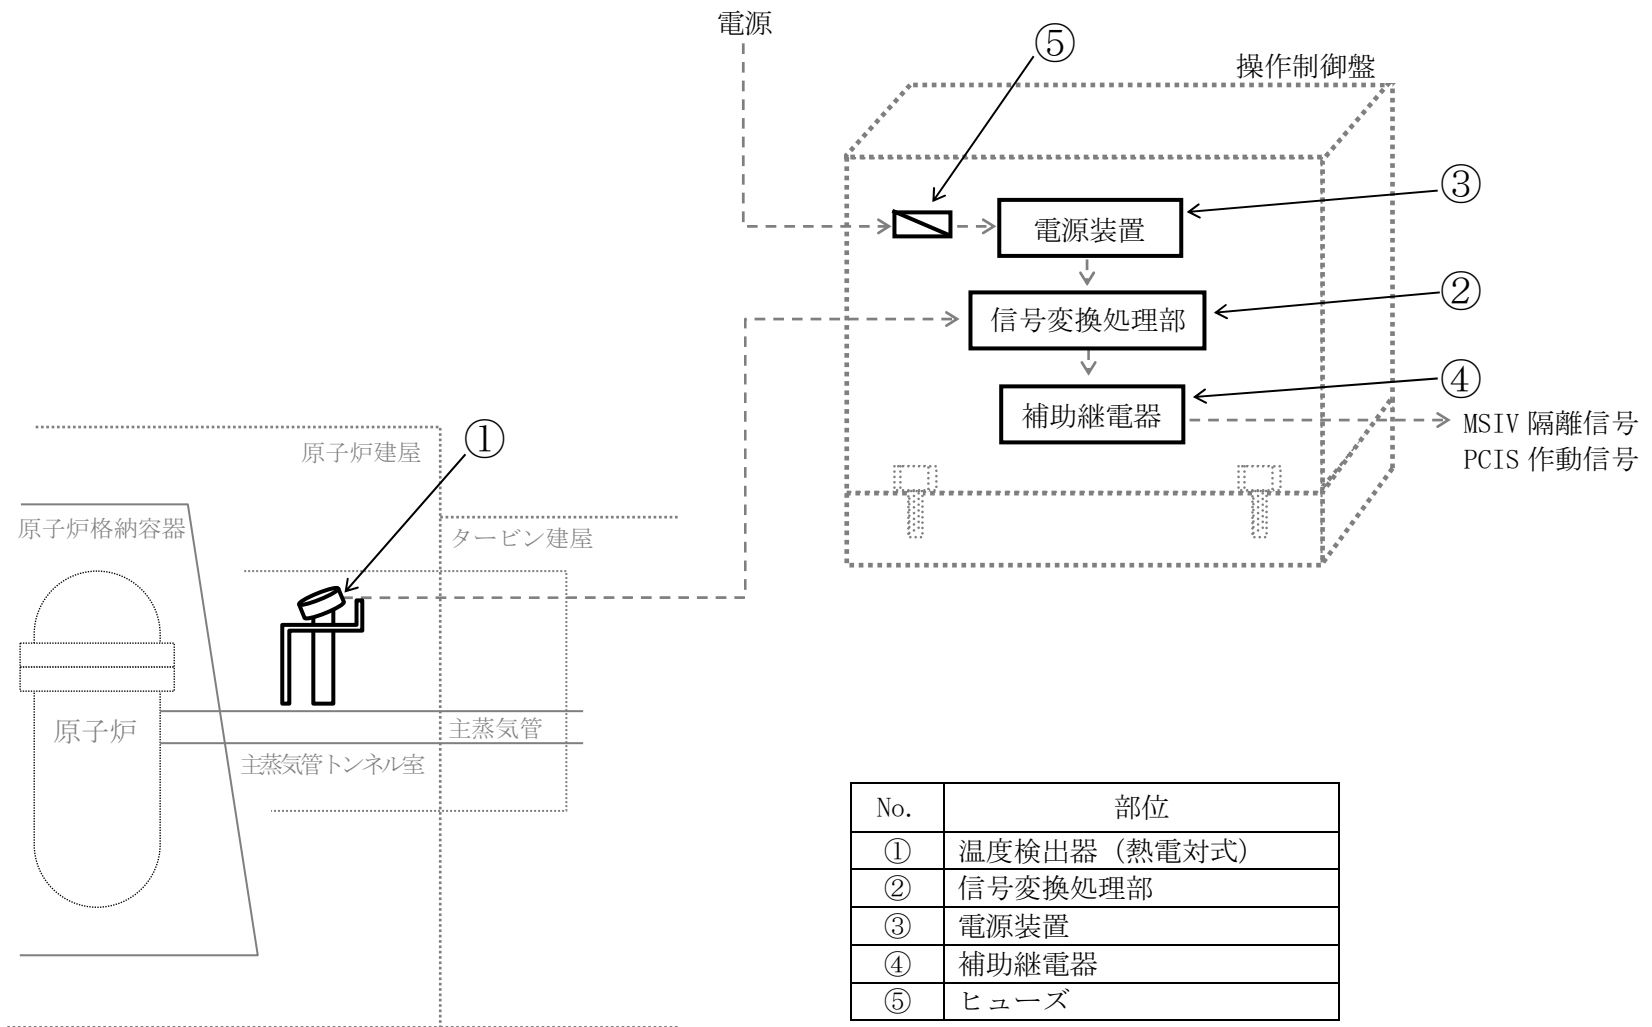 電源
⑤
操作制御盤
③
電源装置
②
信号変換処理部
④
補助継電器
MSIV 隔離信号
PCIS 作動信号
①
原子炉建屋
原子炉格納容器
タービン建屋
原子炉
主蒸気管
主蒸気管トンネル室
No. 部位
① 温度検出器（熱電対式）
② 信号変換処理部
③ 電源装置
④ 補助継電器
⑤ ヒューズ